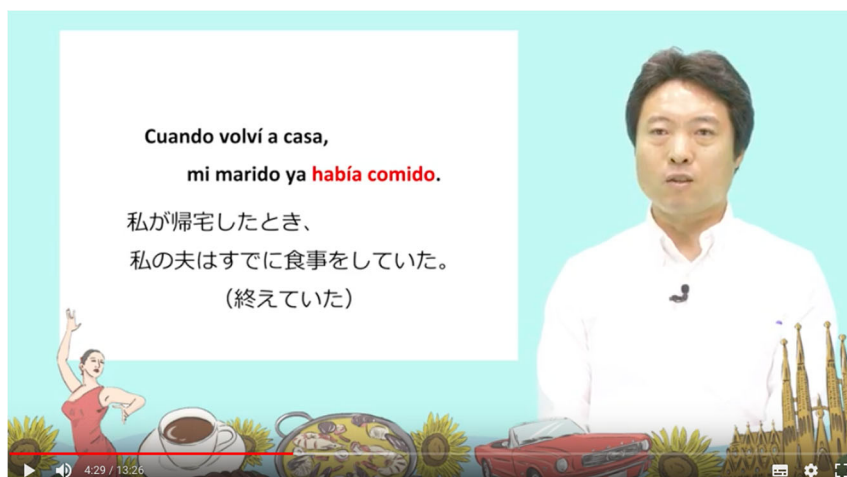 Cuando volví a casa,
mi marido ya había comido.
私が帰宅したとき、
私の夫はすでに食事をしていた。
（終えていた）
4:29 / 13:26